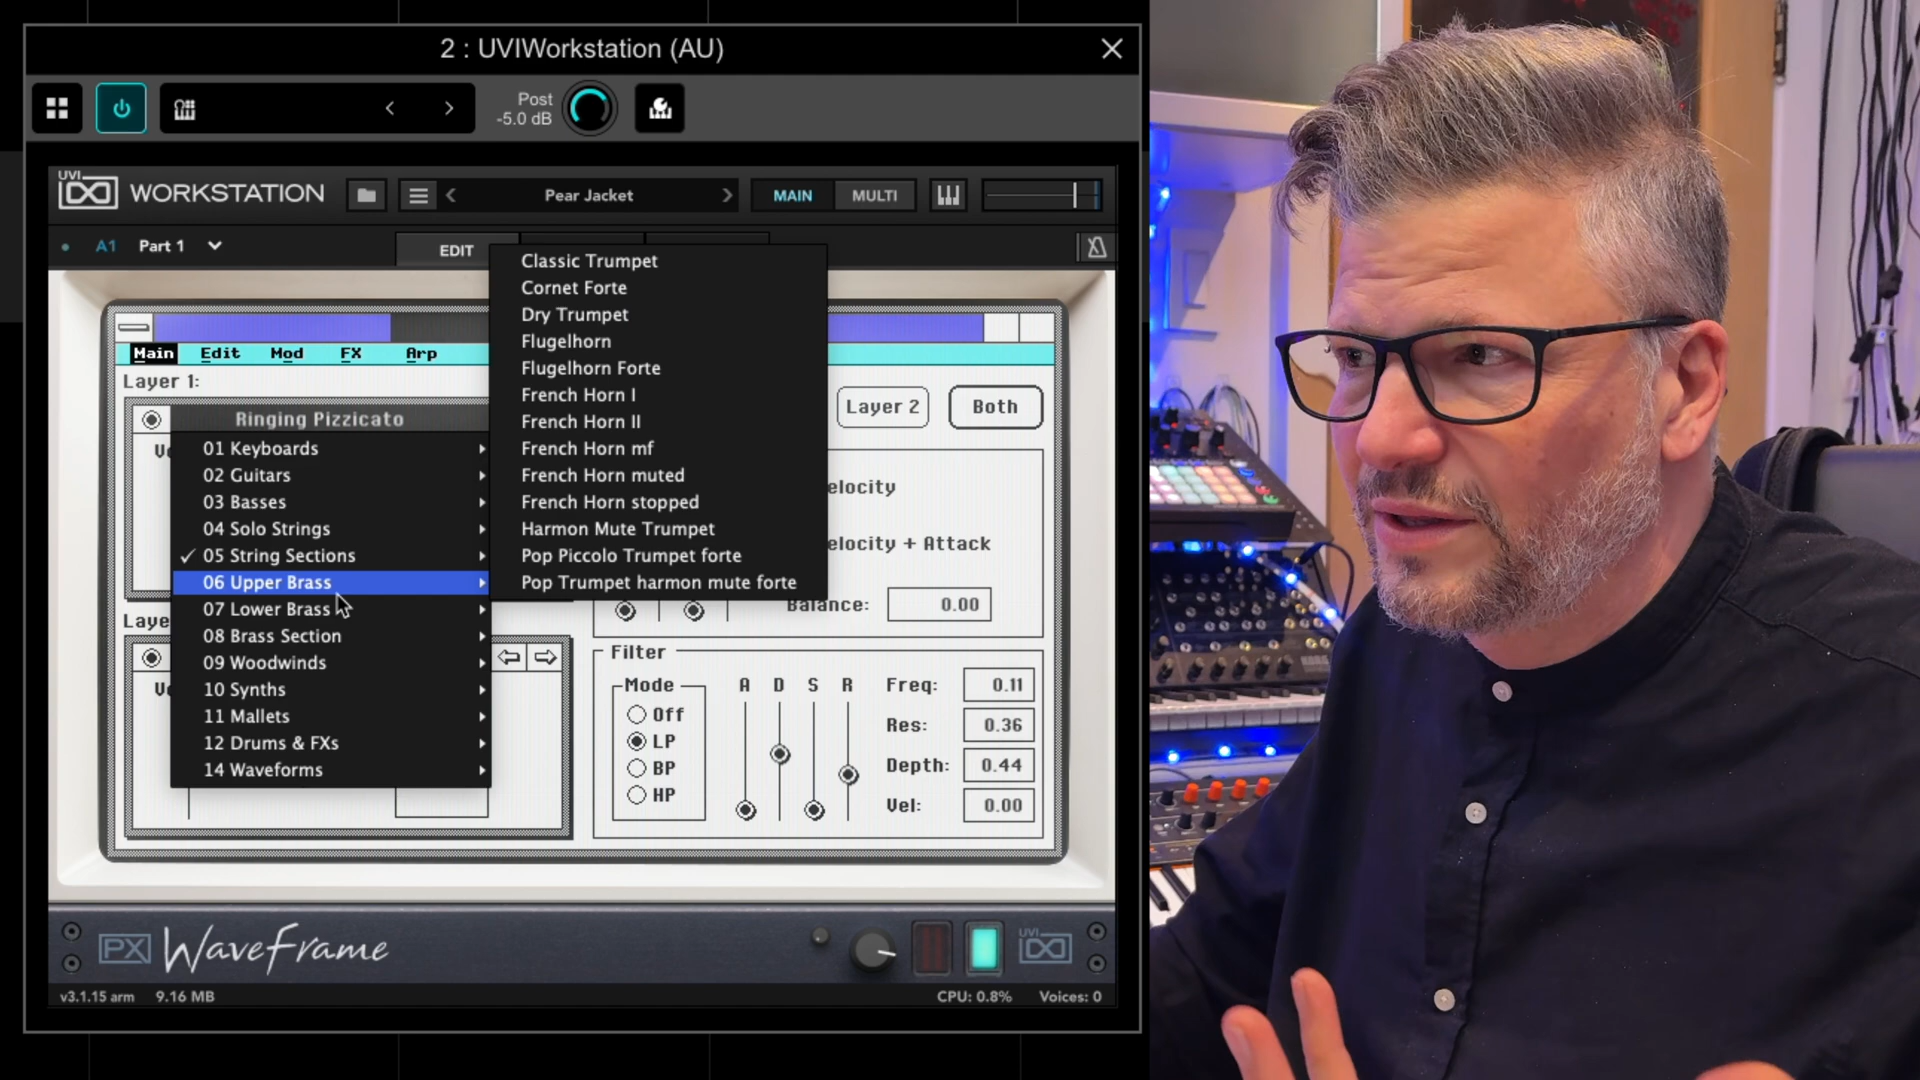 2 : UVIWorkstation (AU)
Post
-5.0 dB
UVI
WORKSTATION
Pear Jacket
MAIN
MULTI
A1
Part 1
EDIT
Main
Edit
Mod
FX
Arp
Layer 1:
Ringing Pizzicato
01 Keyboards
02 Guitars
03 Basses
04 Solo Strings
✓ 05 String Sections
06 Upper Brass
07 Lower Brass
08 Brass Section
09 Woodwinds
10 Synths
11 Mallets
12 Drums & FXs
14 Waveforms
Classic Trumpet
Cornet Forte
Dry Trumpet
Flugelhorn
Flugelhorn Forte
French Horn I
French Horn II
French Horn mf
French Horn muted
French Horn stopped
Harmon Mute Trumpet
Pop Piccolo Trumpet forte
Pop Trumpet harmon mute forte
Layer 2
Both
elocity
elocity + Attack
Balance:
0.00
Filter
Mode
Off
LP
BP
HP
A
D
S
R
Freq:
0.11
Res:
0.36
Depth:
0.44
Vel:
0.00
PX
WaveFrame
UVI
v3.1.15 arm
9.16 MB
CPU: 0.8%
Voices: 0
KORG